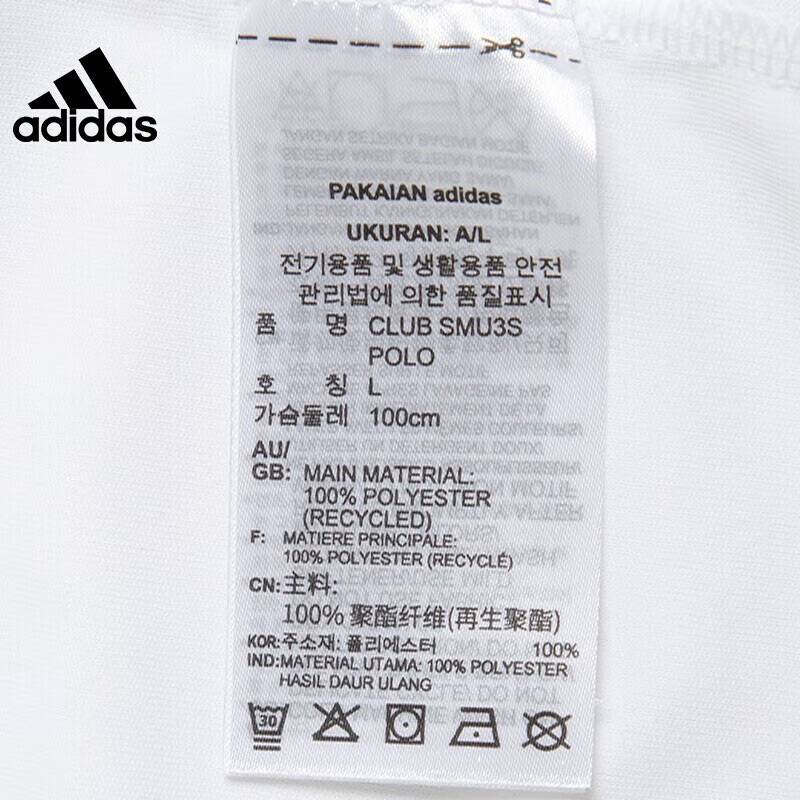 adidas
PAKAIAN adidas
UKURAN: A/L
전기용품 및 생활용품 안전
관리법에 의한 품질표시
품 명 CLUB SMU3S
POLO
호 칭 L
가슴둘레 100cm
AU/
GB: MAIN MATERIAL:
100% POLYESTER
(RECYCLED)
F: MATIERE PRINCIPALE:
100% POLYESTER (RECYCLÉ)
CN: 主料:
100% 聚酯纤维(再生聚酯)
KOR: 주소재: 폴리에스터 100%
IND: MATERIAL UTAMA: 100% POLYESTER
HASIL DAUR ULANG
30